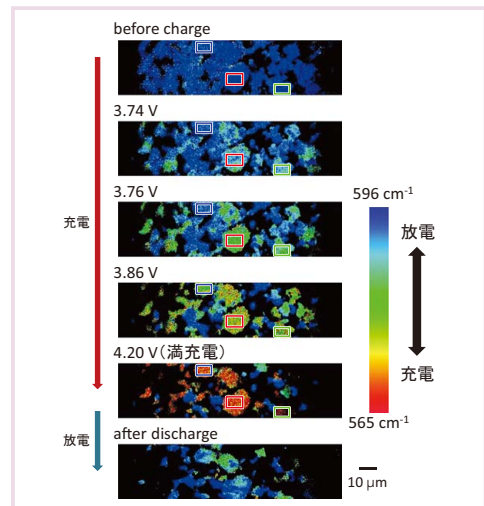 before charge
3.74 V
3.76 V
充電
3.86 V
4.20 V(満充電)
放電
after discharge
596 cm⁻¹
放電
充電
565 cm⁻¹
10 μm